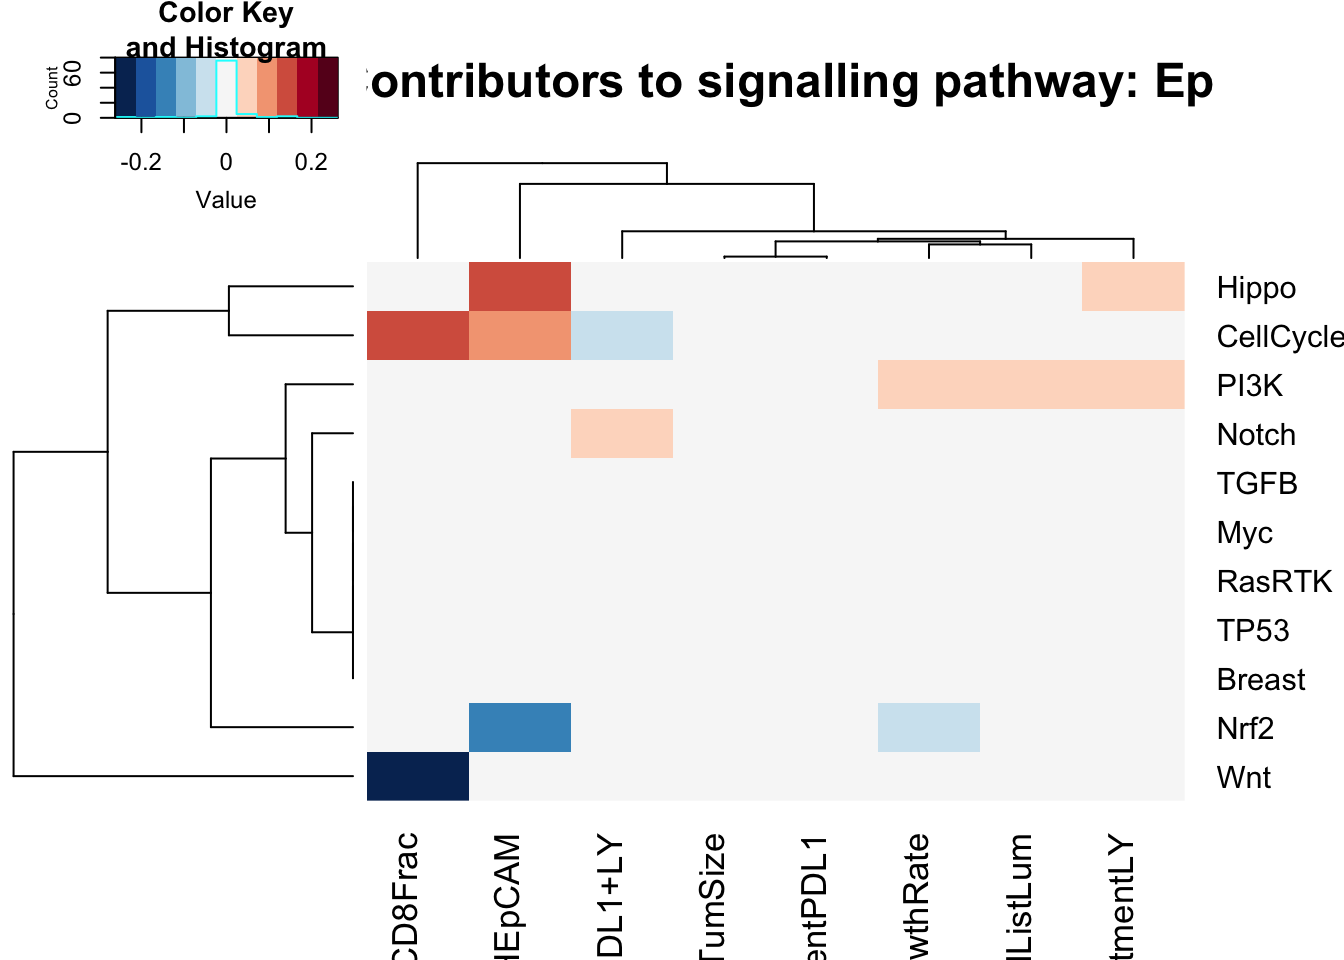 Color Key
and Histogram
Count
0
60
-0.2
0
0.2
Value
ontributors to signalling pathway: Ep
Hippo
CellCycle
PI3K
Notch
TGFB
Myc
RasRTK
TP53
Breast
Nrf2
Wnt
CD8Frac
HEpCAM
DL1+LY
TumSize
entPDL1
wthRate
lListLum
tmentLY